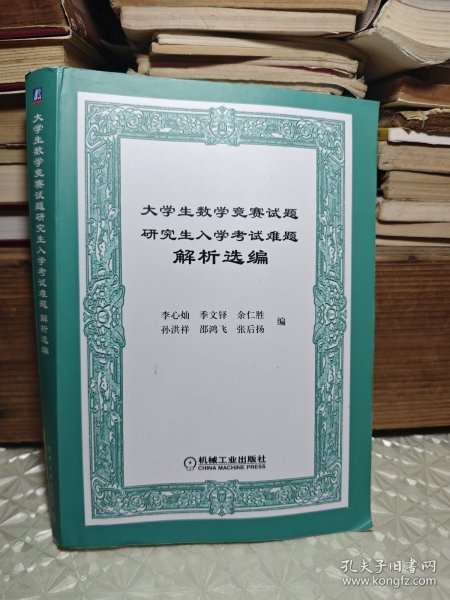 大学生数学竞赛试题研究生入学考试难题 解析选编
大学生数学竞赛试题
研究生入学考试难题
解析选编
李心灿 季文铎 余仁胜
孙洪祥 邵鸿飞 张后扬 编
机械工业出版社
CHINA MACHINE PRESS
孔夫子旧书网
www.kongfz.com